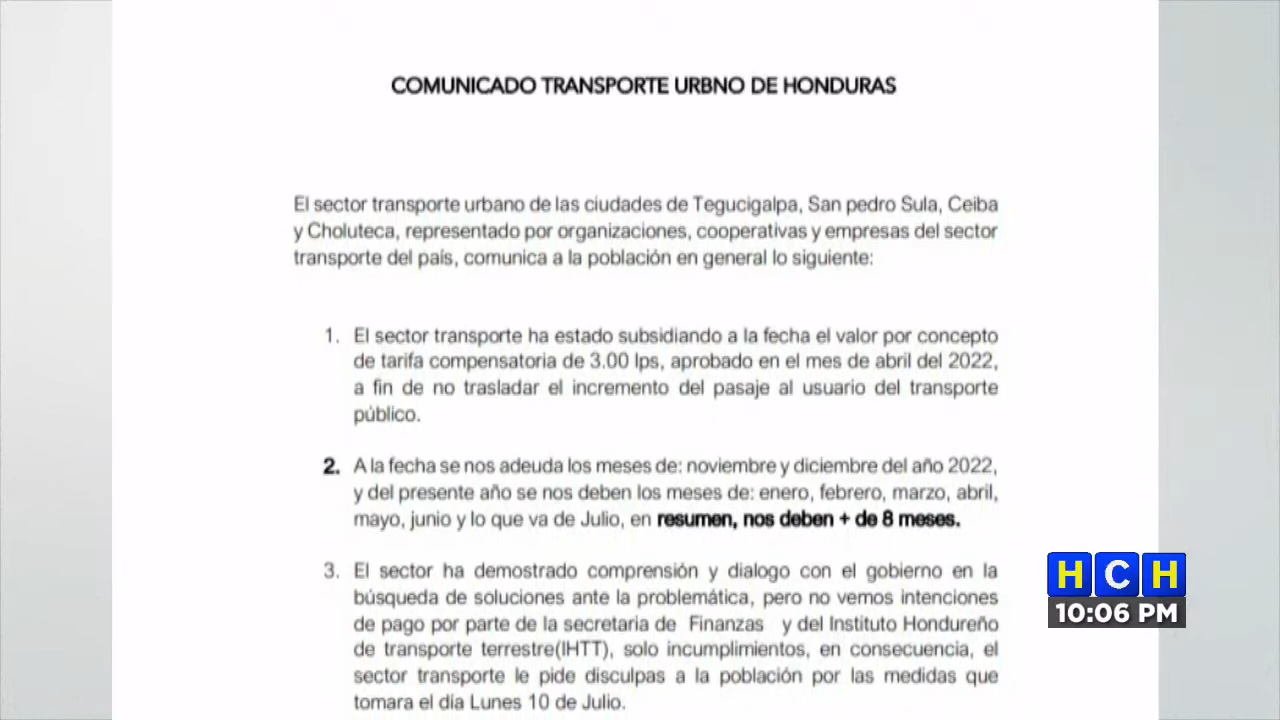 COMUNICADO TRANSPORTE URBNO DE HONDURAS
El sector transporte urbano de las ciudades de Tegucigalpa, San pedro Sula, Ceiba
y Choluteca, representado por organizaciones, cooperativas y empresas del sector
transporte del país, comunica a la población en general lo siguiente:
1. El sector transporte ha estado subsidiando a la fecha el valor por concepto
de tarifa compensatoria de 3.00 lps, aprobado en el mes de abril del 2022,
a fin de no trasladar el incremento del pasaje al usuario del transporte
público.
2. A la fecha se nos adeuda los meses de: noviembre y diciembre del año 2022,
y del presente año se nos deben los meses de: enero, febrero, marzo, abril,
mayo, junio y lo que va de Julio, en resumen, nos deben + de 8 meses.
3. El sector ha demostrado comprensión y dialogo con el gobierno en la
búsqueda de soluciones ante la problemática, pero no vemos intenciones
de pago por parte de la secretaria de Finanzas y del Instituto Hondureño
de transporte terrestre(IHTT), solo incumplimientos, en consecuencia, el
sector transporte le pide disculpas a la población por las medidas que
tomara el día Lunes 10 de Julio.
HCH
10:06 PM